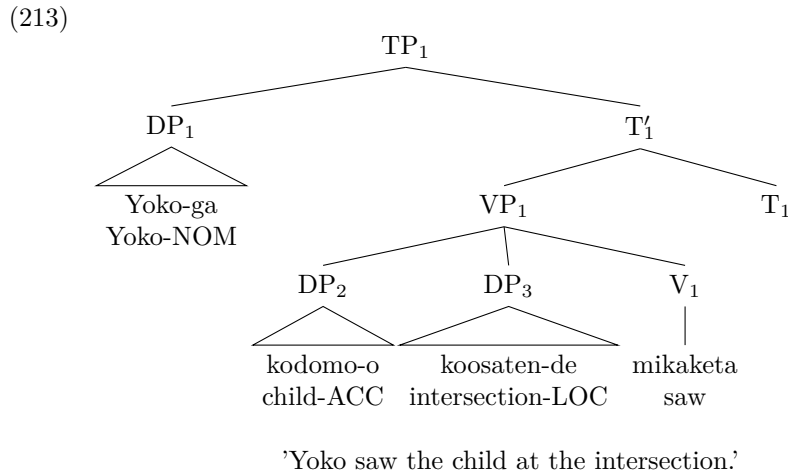 (213)
TP₁
DP₁ T′₁
Yoko-ga
Yoko-NOM
VP₁ T₁
DP₂ DP₃ V₁
kodomo-o koosaten-de mikaketa
child-ACC intersection-LOC saw
’Yoko saw the child at the intersection.’